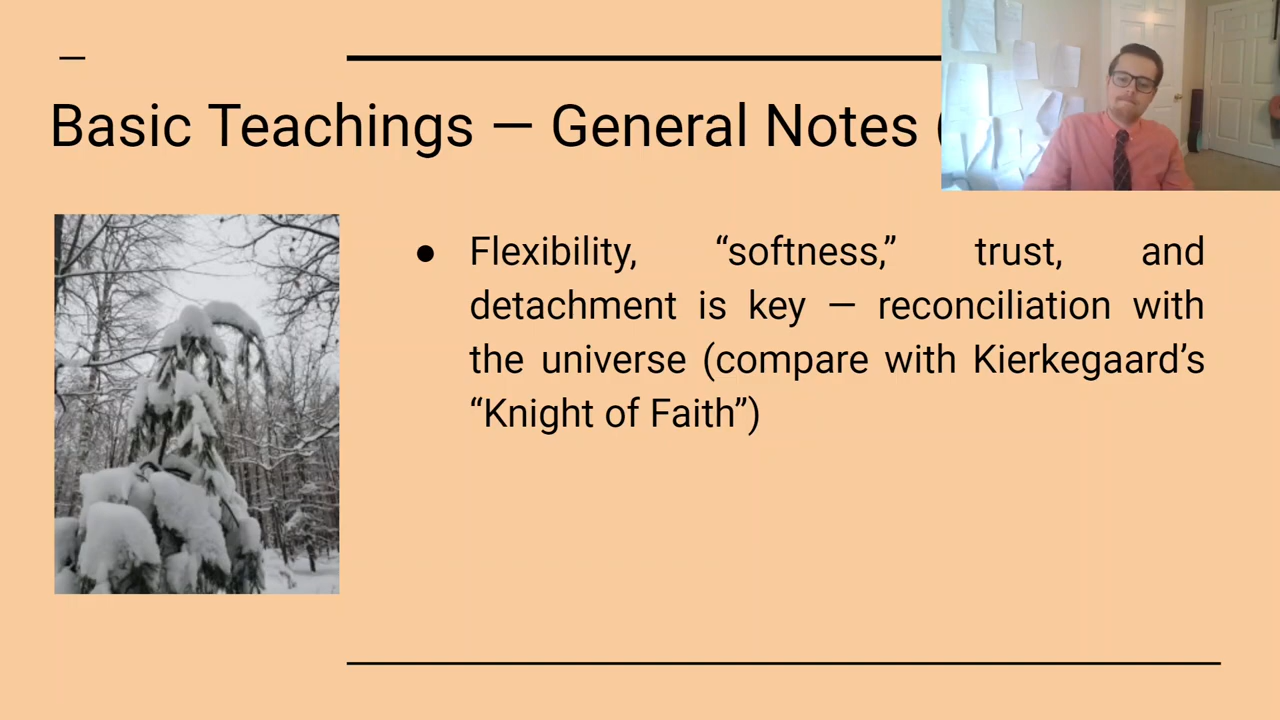 Basic Teachings — General Notes (
● Flexibility, “softness,” trust, and
detachment is key — reconciliation with
the universe (compare with Kierkegaard’s
“Knight of Faith”)